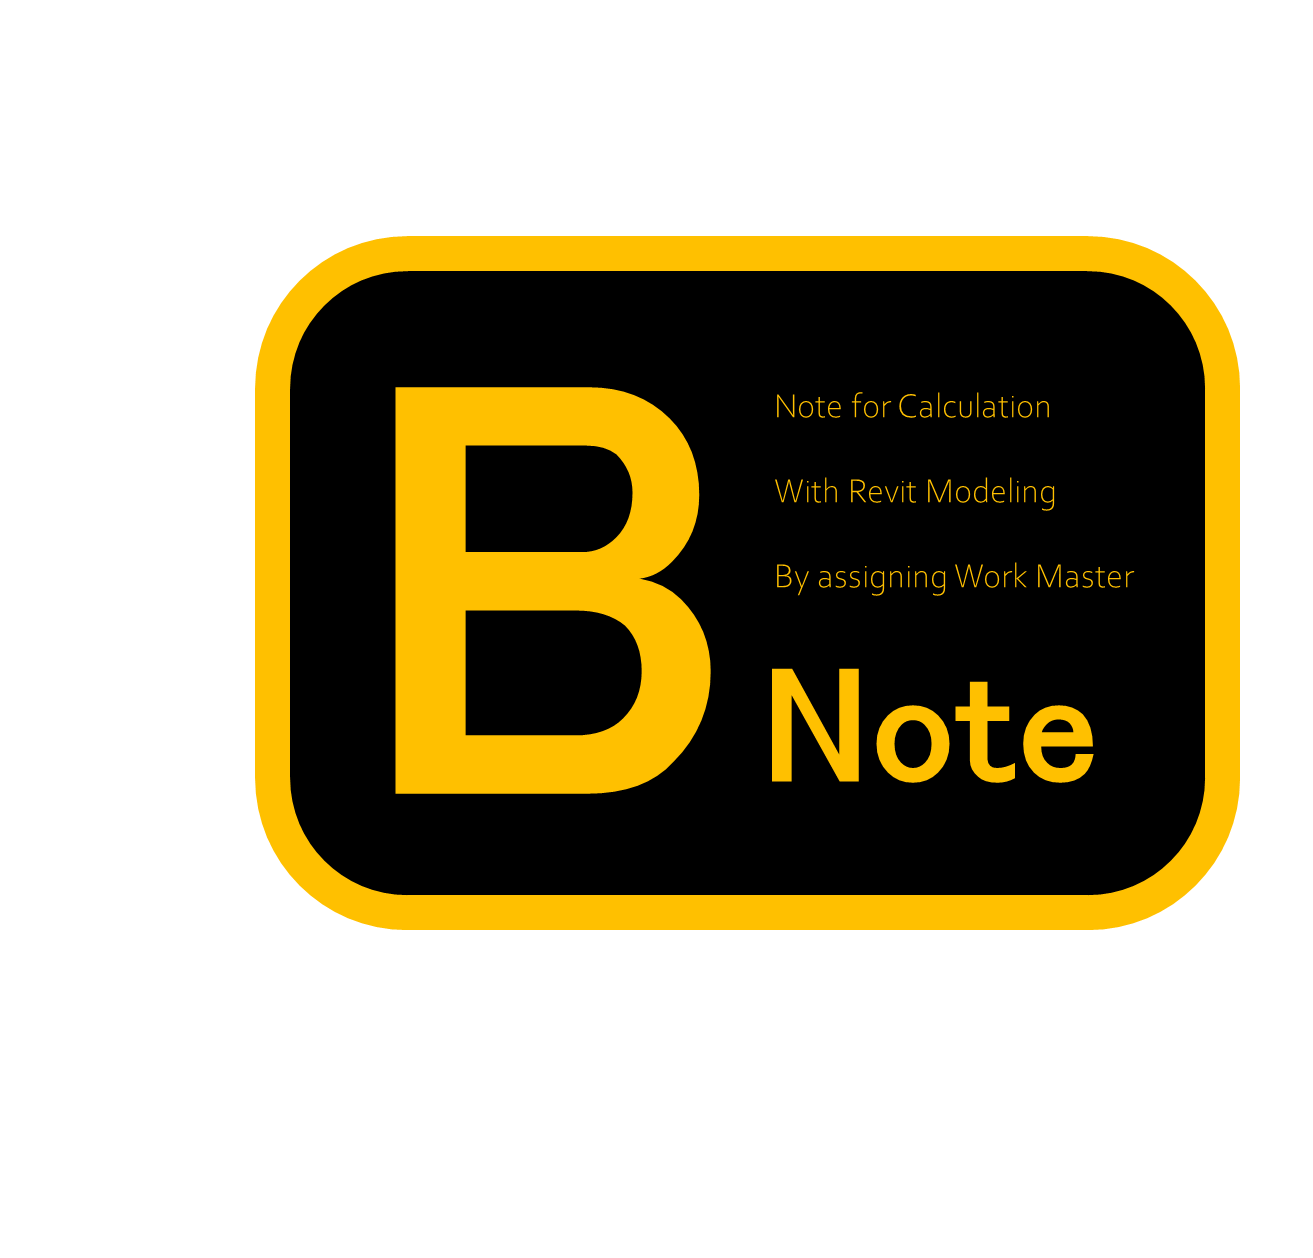 B
Note for Calculation
With Revit Modeling
By assigning Work Master
Note